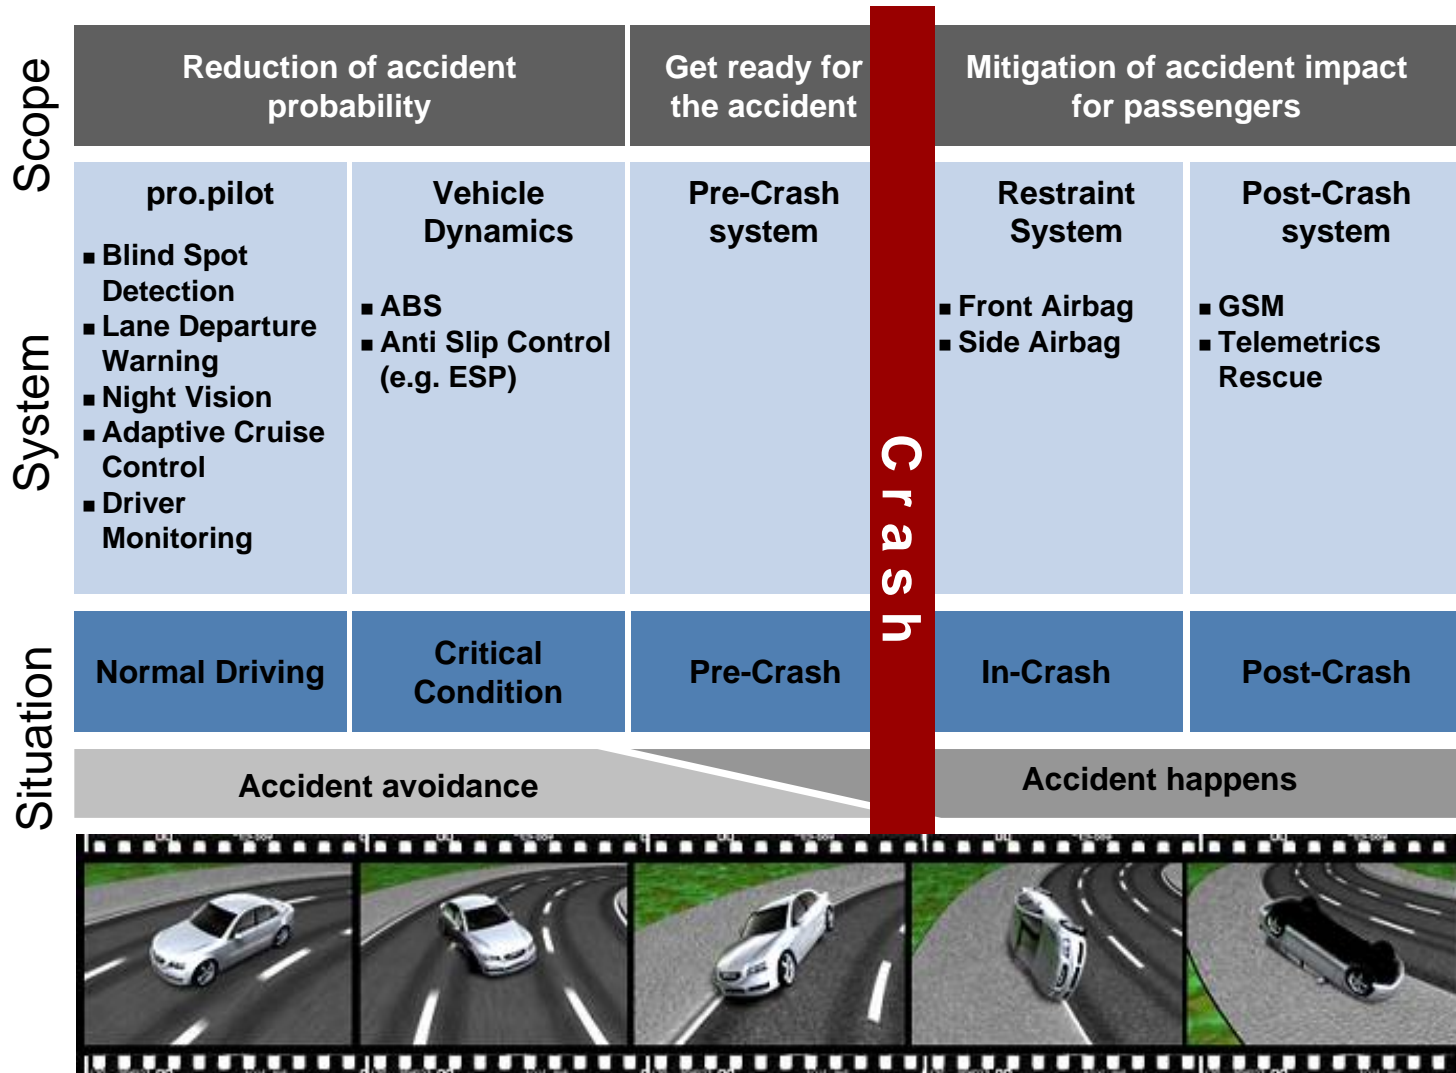 Scope
Reduction of accident
probability
Get ready for
the accident
Mitigation of accident impact
for passengers
System
pro.pilot
▪ Blind Spot
Detection
▪ Lane Departure
Warning
▪ Night Vision
▪ Adaptive Cruise
Control
▪ Driver
Monitoring
Vehicle
Dynamics
▪ ABS
▪ Anti Slip Control
(e.g. ESP)
Pre-Crash
system
Crash
Restraint
System
▪ Front Airbag
▪ Side Airbag
Post-Crash
system
▪ GSM
▪ Telemetrics
Rescue
Situation
Normal Driving
Critical
Condition
Pre-Crash
In-Crash
Post-Crash
Accident avoidance
Accident happens